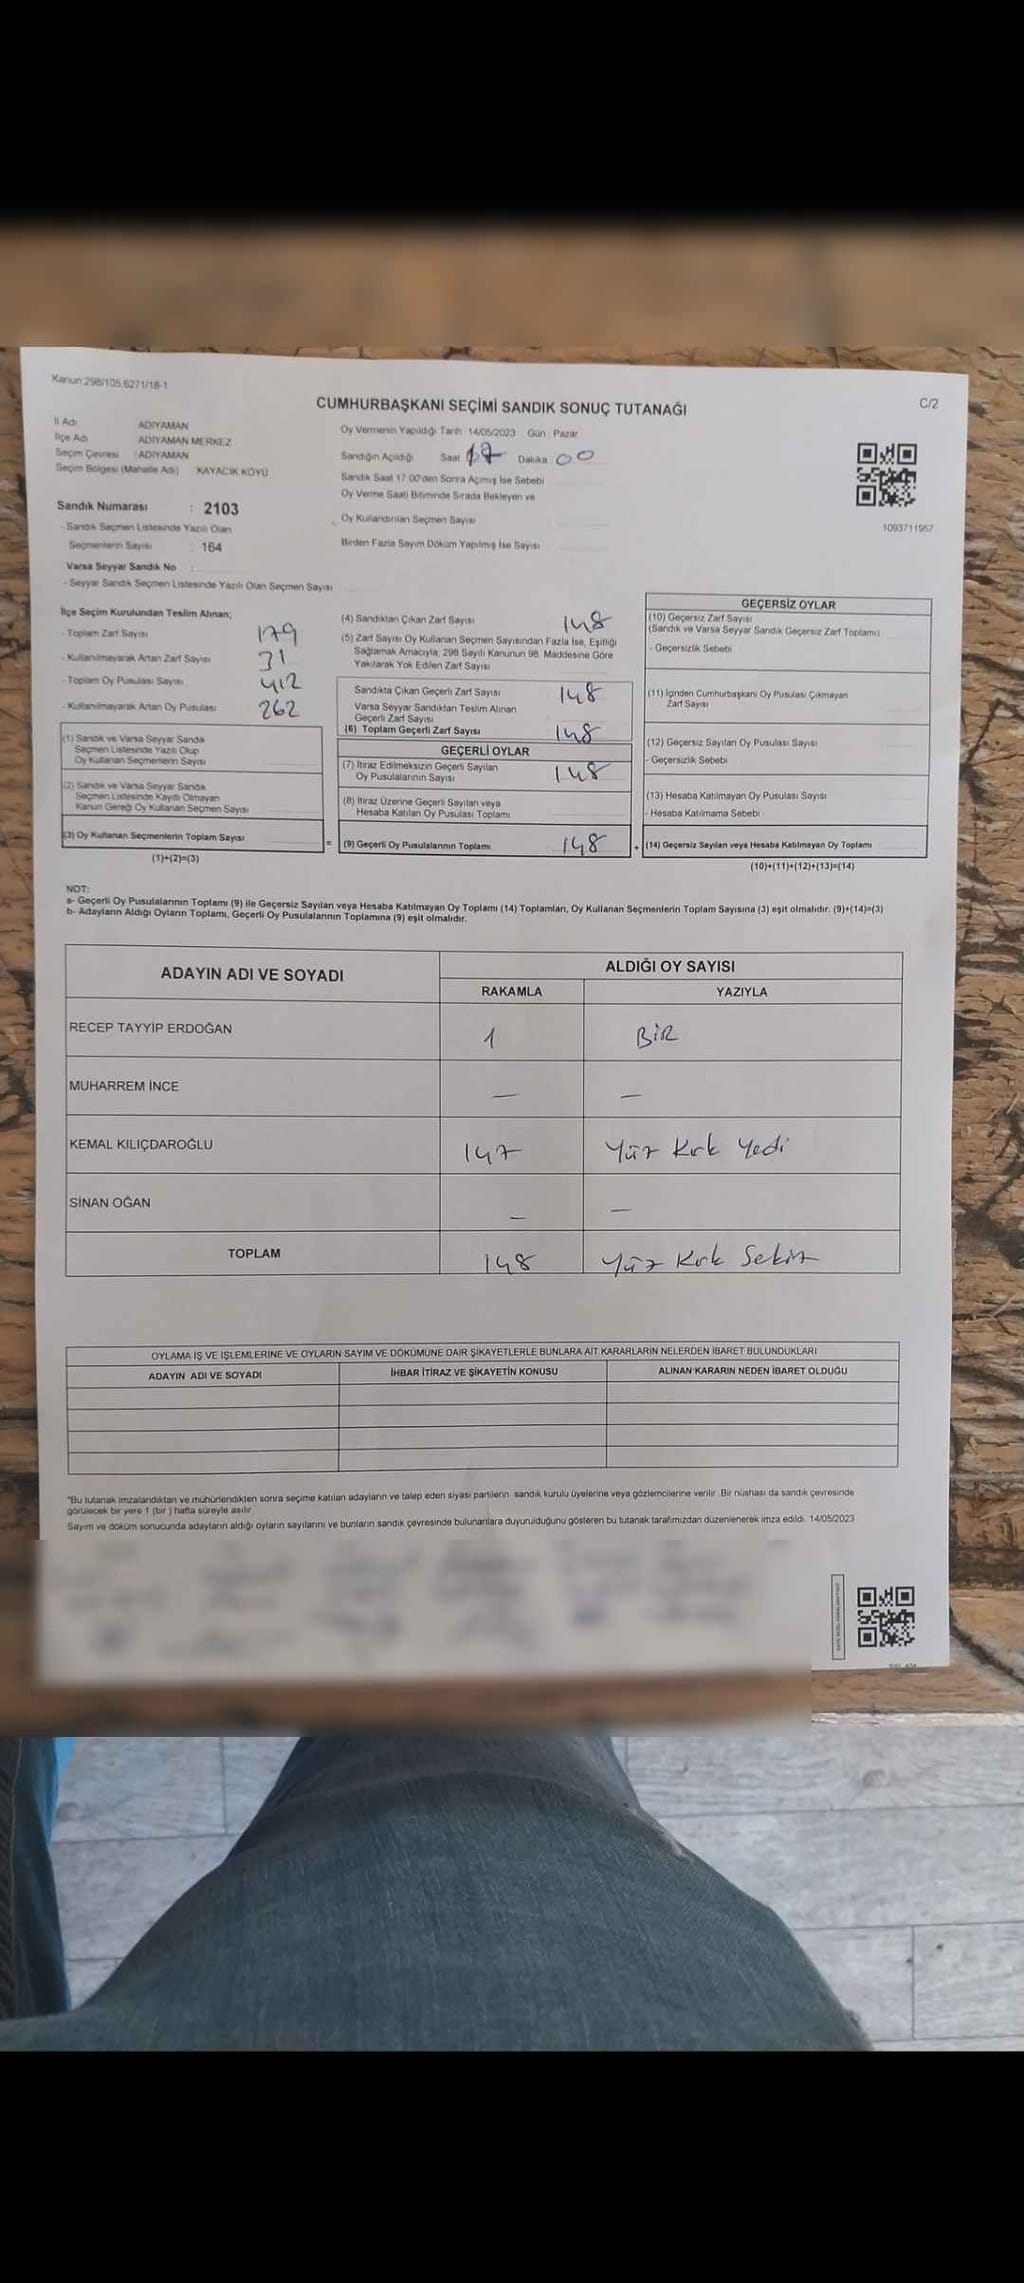 Kanun:298/105,6271/18-1
C/2
CUMHURBAŞKANI SEÇİMİ SANDIK SONUÇ TUTANAĞI
İl Adı ADIYAMAN
İlçe Adı ADIYAMAN MERKEZ
Seçim Çevresi : ADIYAMAN
Seçim Bölgesi (Mahalle Adı) KAYACIK KÖYÜ
Sandık Numarası : 2103
- Sandık Seçmen Listesinde Yazılı Olan
Seçmenlerin Sayısı : 164
Varsa Seyyar Sandık No :
- Seyyar Sandık Seçmen Listesinde Yazılı Olan Seçmen Sayısı
Oy Vermenin Yapıldığı Tarih 14/05/2023 Gün : Pazar
Sandığın Açıldığı Saat 17 Dakika 00
Sandık Saat 17:00'den Sonra Açılmış İse Sebebi
Oy Verme Saati Bitiminde Sırada Bekleyen ve
Oy Kullandırılan Seçmen Sayısı
Birden Fazla Sayım Döküm Yapılmış İse Sayısı
1093711957
İlçe Seçim Kurulundan Teslim Alınan;
- Toplam Zarf Sayısı 179
- Kullanılmayarak Artan Zarf Sayısı 31
- Toplam Oy Pusulası Sayısı 412
- Kullanılmayarak Artan Oy Pusulası 262
(1) Sandık ve Varsa Seyyar Sandık
Seçmen Listesinde Yazılı Olup
Oy Kullanan Seçmenlerin Sayısı
(2) Sandık ve Varsa Seyyar Sandık
Seçmen Listesinde Kayıtlı Olmayan
Kanun Gereği Oy Kullanan Seçmen Sayısı
(3) Oy Kullanan Seçmenlerin Toplam Sayısı
(1)+(2)=(3)
(4) Sandıktan Çıkan Zarf Sayısı 148
(5) Zarf Sayısı Oy Kullanan Seçmen Sayısından Fazla İse, Eşitliği
Sağlamak Amacıyla, 298 Sayılı Kanunun 98. Maddesine Göre
Yakılarak Yok Edilen Zarf Sayısı
Sandıkta Çıkan Geçerli Zarf Sayısı 148
Varsa Seyyar Sandıktan Teslim Alınan
Geçerli Zarf Sayısı
(6) Toplam Geçerli Zarf Sayısı 148
GEÇERLİ OYLAR
(7) İtiraz Edilmeksizin Geçerli Sayılan
Oy Pusulalarının Sayısı 148
(8) İtiraz Üzerine Geçerli Sayılan veya
Hesaba Katılan Oy Pusulası Toplamı
= (9) Geçerli Oy Pusulalarının Toplamı 148 +
GEÇERSİZ OYLAR
(10) Geçersiz Zarf Sayısı
(Sandık ve Varsa Seyyar Sandık Geçersiz Zarf Toplamı)
- Geçersizlik Sebebi
(11) İçinden Cumhurbaşkanı Oy Pusulası Çıkmayan
Zarf Sayısı
(12) Geçersiz Sayılan Oy Pusulası Sayısı
- Geçersizlik Sebebi
(13) Hesaba Katılmayan Oy Pusulası Sayısı
- Hesaba Katılmama Sebebi
(14) Geçersiz Sayılan veya Hesaba Katılmayan Oy Toplamı
(10)+(11)+(12)+(13)=(14)
NOT:
a- Geçerli Oy Pusulalarının Toplamı (9) ile Geçersiz Sayılan veya Hesaba Katılmayan Oy Toplamı (14) Toplamları, Oy Kullanan Seçmenlerin Toplam Sayısına (3) eşit olmalıdır. (9)+(14)=(3)
b- Adayların Aldığı Oyların Toplamı, Geçerli Oy Pusulalarının Toplamına (9) eşit olmalıdır.
ADAYIN ADI VE SOYADI ALDIĞI OY SAYISI
RAKAMLA YAZIYLA
RECEP TAYYİP ERDOĞAN 1 BİR
MUHARREM İNCE — —
KEMAL KILIÇDAROĞLU 147 Yüz Kırk Yedi
SİNAN OĞAN — —
TOPLAM 148 Yüz Kırk Sekiz
OYLAMA İŞ VE İŞLEMLERİNE VE OYLARIN SAYIM VE DÖKÜMÜNE DAİR ŞİKAYETLERLE BUNLARA AİT KARARLARIN NELERDEN İBARET BULUNDUKLARI
ADAYIN ADI VE SOYADI İHBAR İTİRAZ VE ŞİKAYETİN KONUSU ALINAN KARARIN NEDEN İBARET OLDUĞU
*Bu tutanak imzalandıktan ve mühürlendikten sonra seçime katılan adayların ve talep eden siyasi partilerin sandık kurulu üyelerine veya gözlemcilerine verilir. Bir nüshası da sandık çevresinde
görülecek bir yere 1 (bir ) hafta süreyle asılır.
Sayım ve döküm sonucunda adayların aldığı oyların sayılarını ve bunların sandık çevresinde bulunanlara duyurulduğunu gösteren bu tutanak tarafımızdan düzenlenerek imza edildi. 14/05/2023